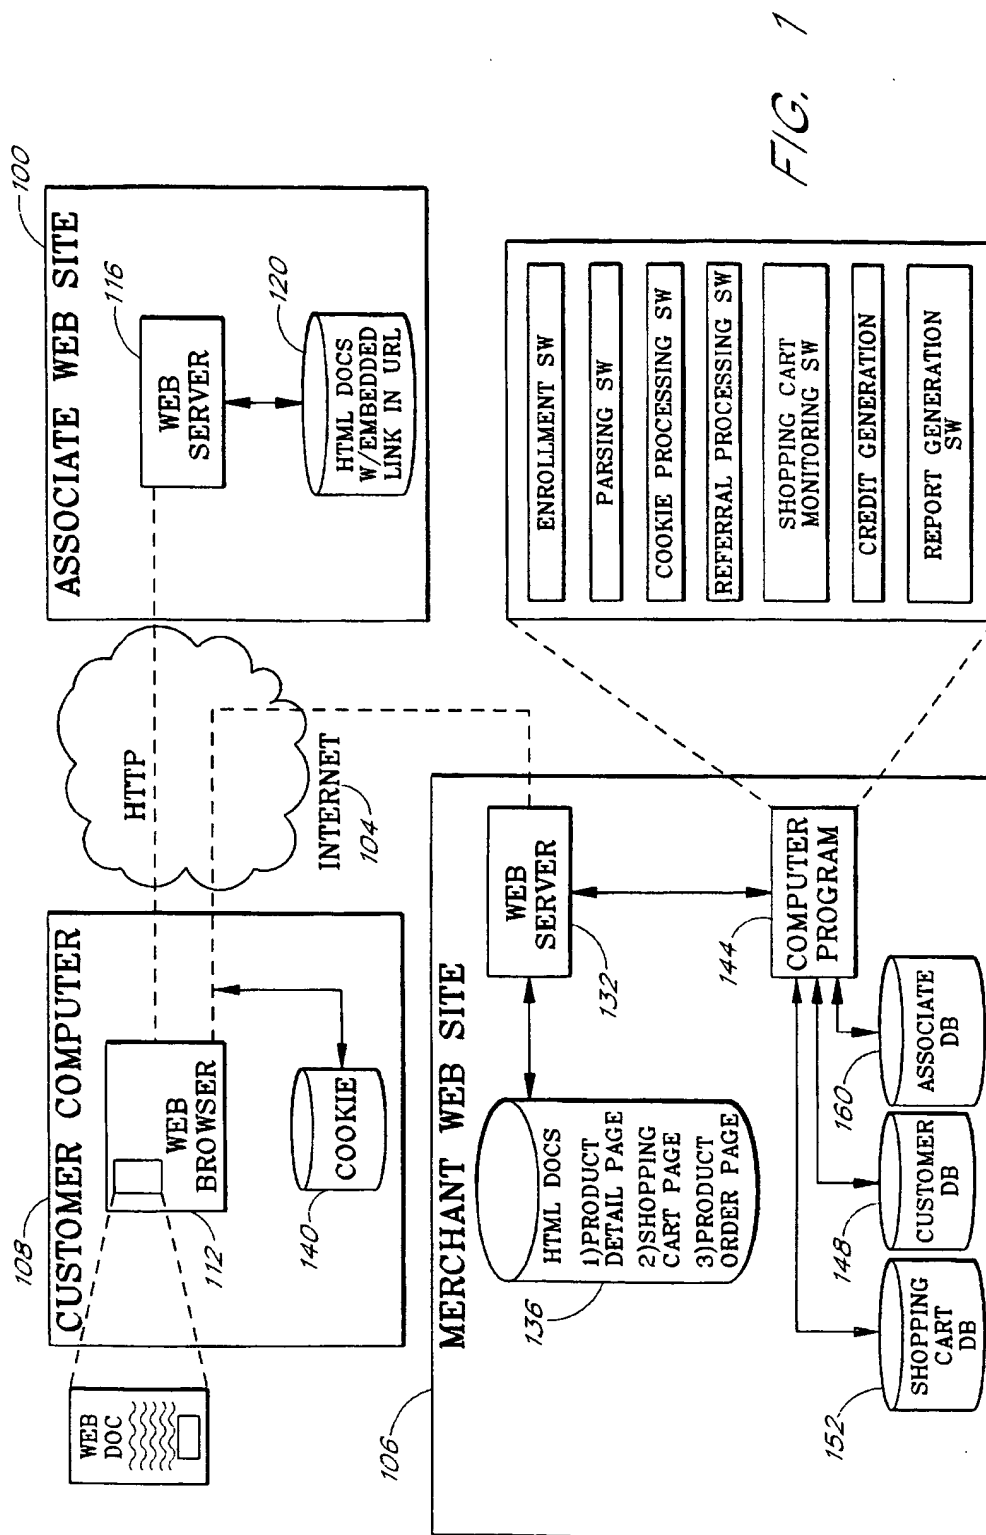 WEB
DOC
108
CUSTOMER COMPUTER
WEB
BROWSER
112
COOKIE
140
HTTP
INTERNET
104
100
ASSOCIATE WEB SITE
116
WEB
SERVER
120
HTML DOCS
W/EMBEDDED
LINK IN URL
106
MERCHANT WEB SITE
HTML DOCS
1)PRODUCT
DETAIL PAGE
2)SHOPPING
CART PAGE
3)PRODUCT
ORDER PAGE
136
WEB
SERVER
132
144
COMPUTER
PROGRAM
152
SHOPPING
CART
DB
148
CUSTOMER
DB
160
ASSOCIATE
DB
ENROLLMENT SW
PARSING SW
COOKIE PROCESSING SW
REFERRAL PROCESSING SW
SHOPPING CART
MONITORING SW
CREDIT GENERATION
REPORT GENERATION
SW
FIG. 1